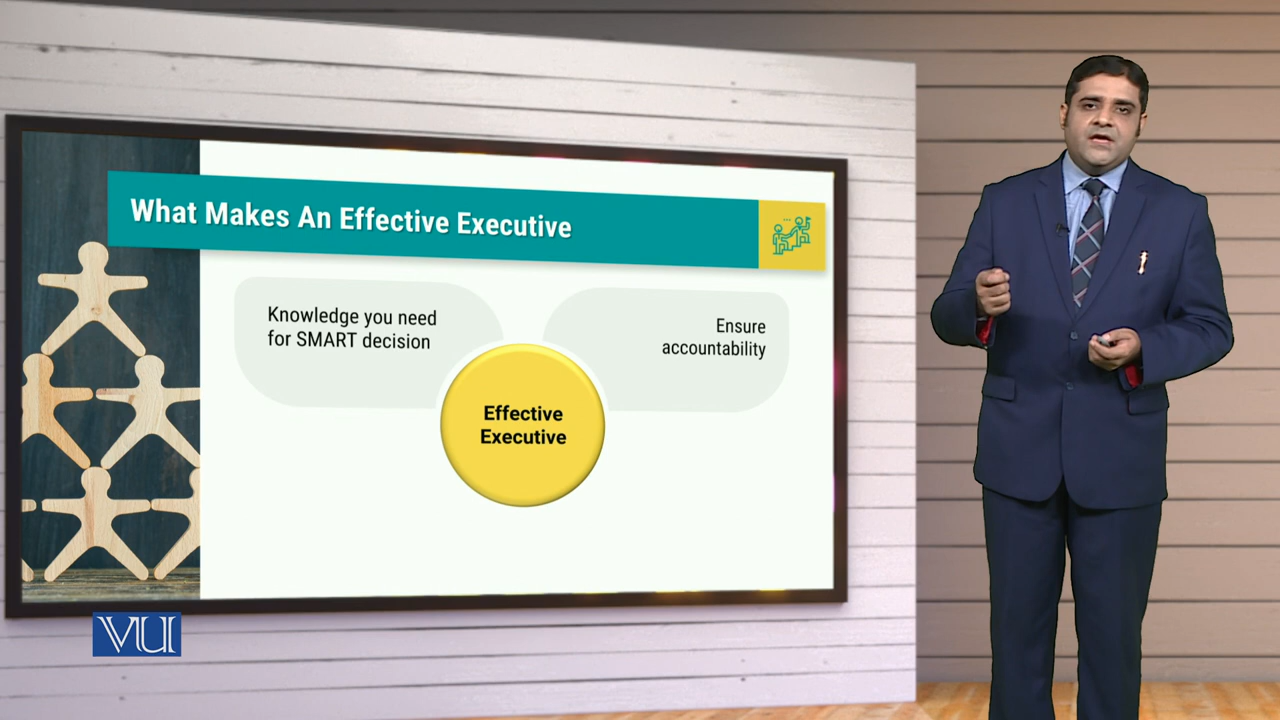 What Makes An Effective Executive
Knowledge you need
for SMART decision
Ensure
accountability
Effective
Executive
VU